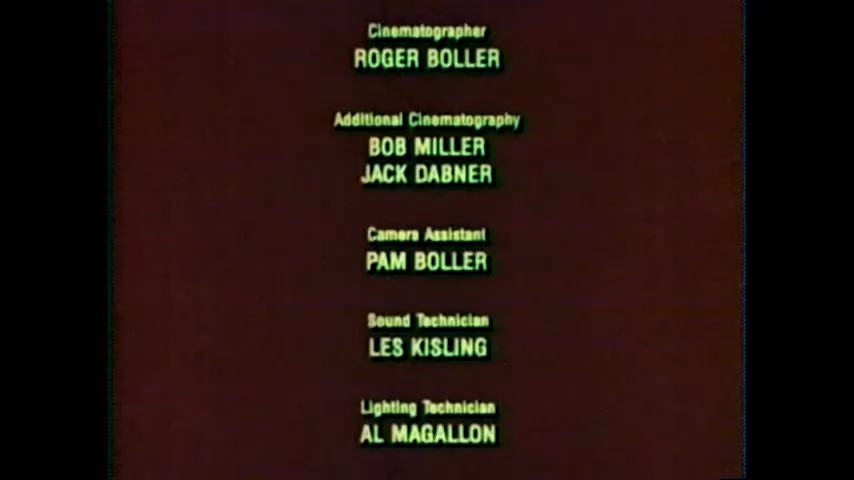 Cinematographer
ROGER BOLLER
Additional Cinematography
BOB MILLER
JACK DABNER
Camera Assistant
PAM BOLLER
Sound Technician
LES KISLING
Lighting Technician
AL MAGALLON